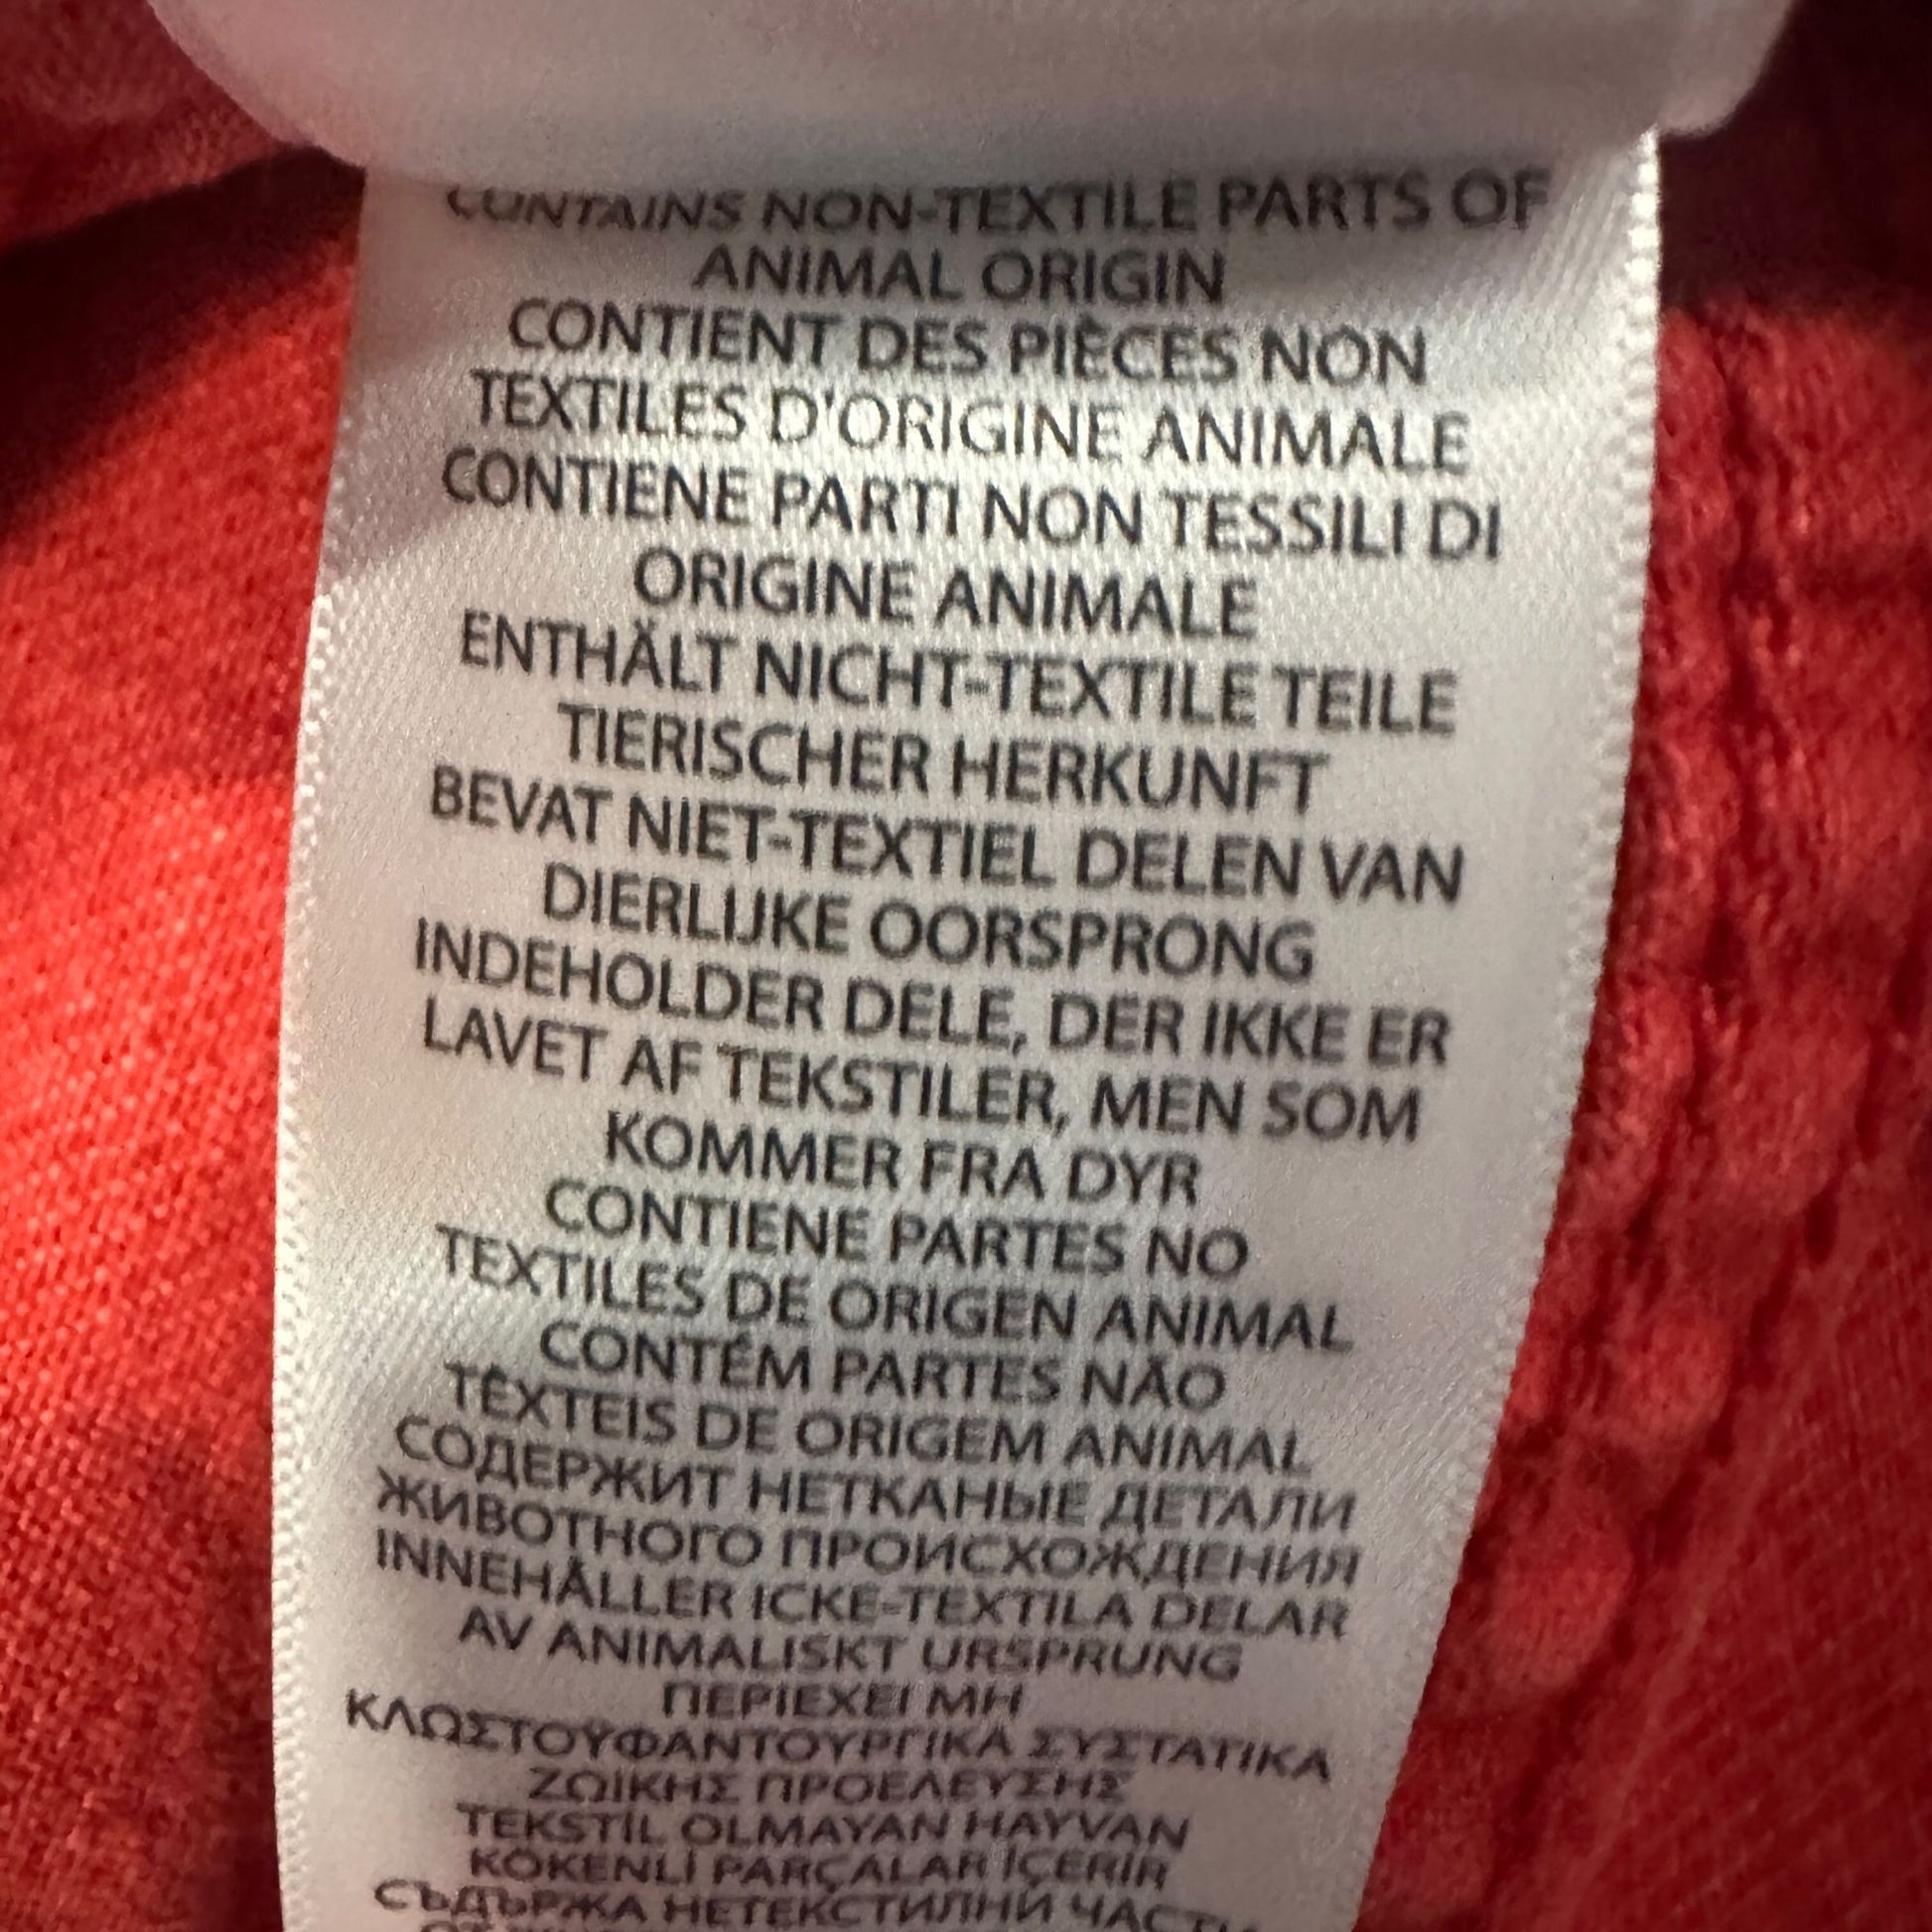 CONTAINS NON-TEXTILE PARTS OF
ANIMAL ORIGIN
CONTIENT DES PIÈCES NON
TEXTILES D'ORIGINE ANIMALE
CONTIENE PARTI NON TESSILI DI
ORIGINE ANIMALE
ENTHÄLT NICHT-TEXTILE TEILE
TIERISCHER HERKUNFT
BEVAT NIET-TEXTIEL DELEN VAN
DIERLIJKE OORSPRONG
INDEHOLDER DELE, DER IKKE ER
LAVET AF TEKSTILER, MEN SOM
KOMMER FRA DYR
CONTIENE PARTES NO
TEXTILES DE ORIGEN ANIMAL
CONTÉM PARTES NÃO
TÊXTEIS DE ORIGEM ANIMAL
СОДЕРЖИТ НЕТКАНЫЕ ДЕТАЛИ
ЖИВОТНОГО ПРОИСХОЖДЕНИЯ
INNEHÅLLER ICKE-TEXTILA DELAR
AV ANIMALISKT URSPRUNG
ΠΕΡΙΕΧΕΙ ΜΗ
ΚΛΩΣΤΟΫΦΑΝΤΟΥΡΓΙΚΑ ΣΥΣΤΑΤΙΚΑ
ΖΩΙΚΗΣ ΠΡΟΕΛΕΥΣΗΣ
TEKSTİL OLMAYAN HAYVAN
KÖKENLİ PARÇALAR İÇERİR
СЪДЪРЖА НЕТЕКСТИЛНИ ЧАСТИ